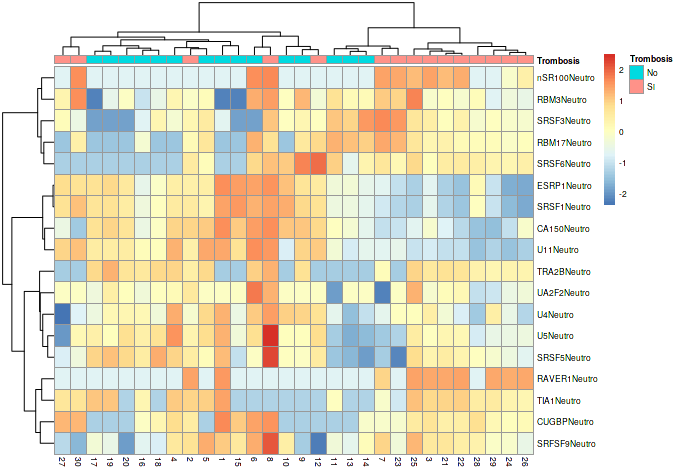 Trombosis
nSR100Neutro
RBM3Neutro
SRSF3Neutro
RBM17Neutro
SRSF6Neutro
ESRP1Neutro
SRSF1Neutro
CA150Neutro
U11Neutro
TRA2BNeutro
UA2F2Neutro
U4Neutro
U5Neutro
SRSF5Neutro
RAVER1Neutro
TIA1Neutro
CUGBPNeutro
SRFSF9Neutro
27 30 17 19 20 16 18 4 2 5 1 15 6 8 10 9 12 11 13 14 7 23 25 3 21 22 28 29 24 26
2
1
0
-1
-2
Trombosis
No
SI